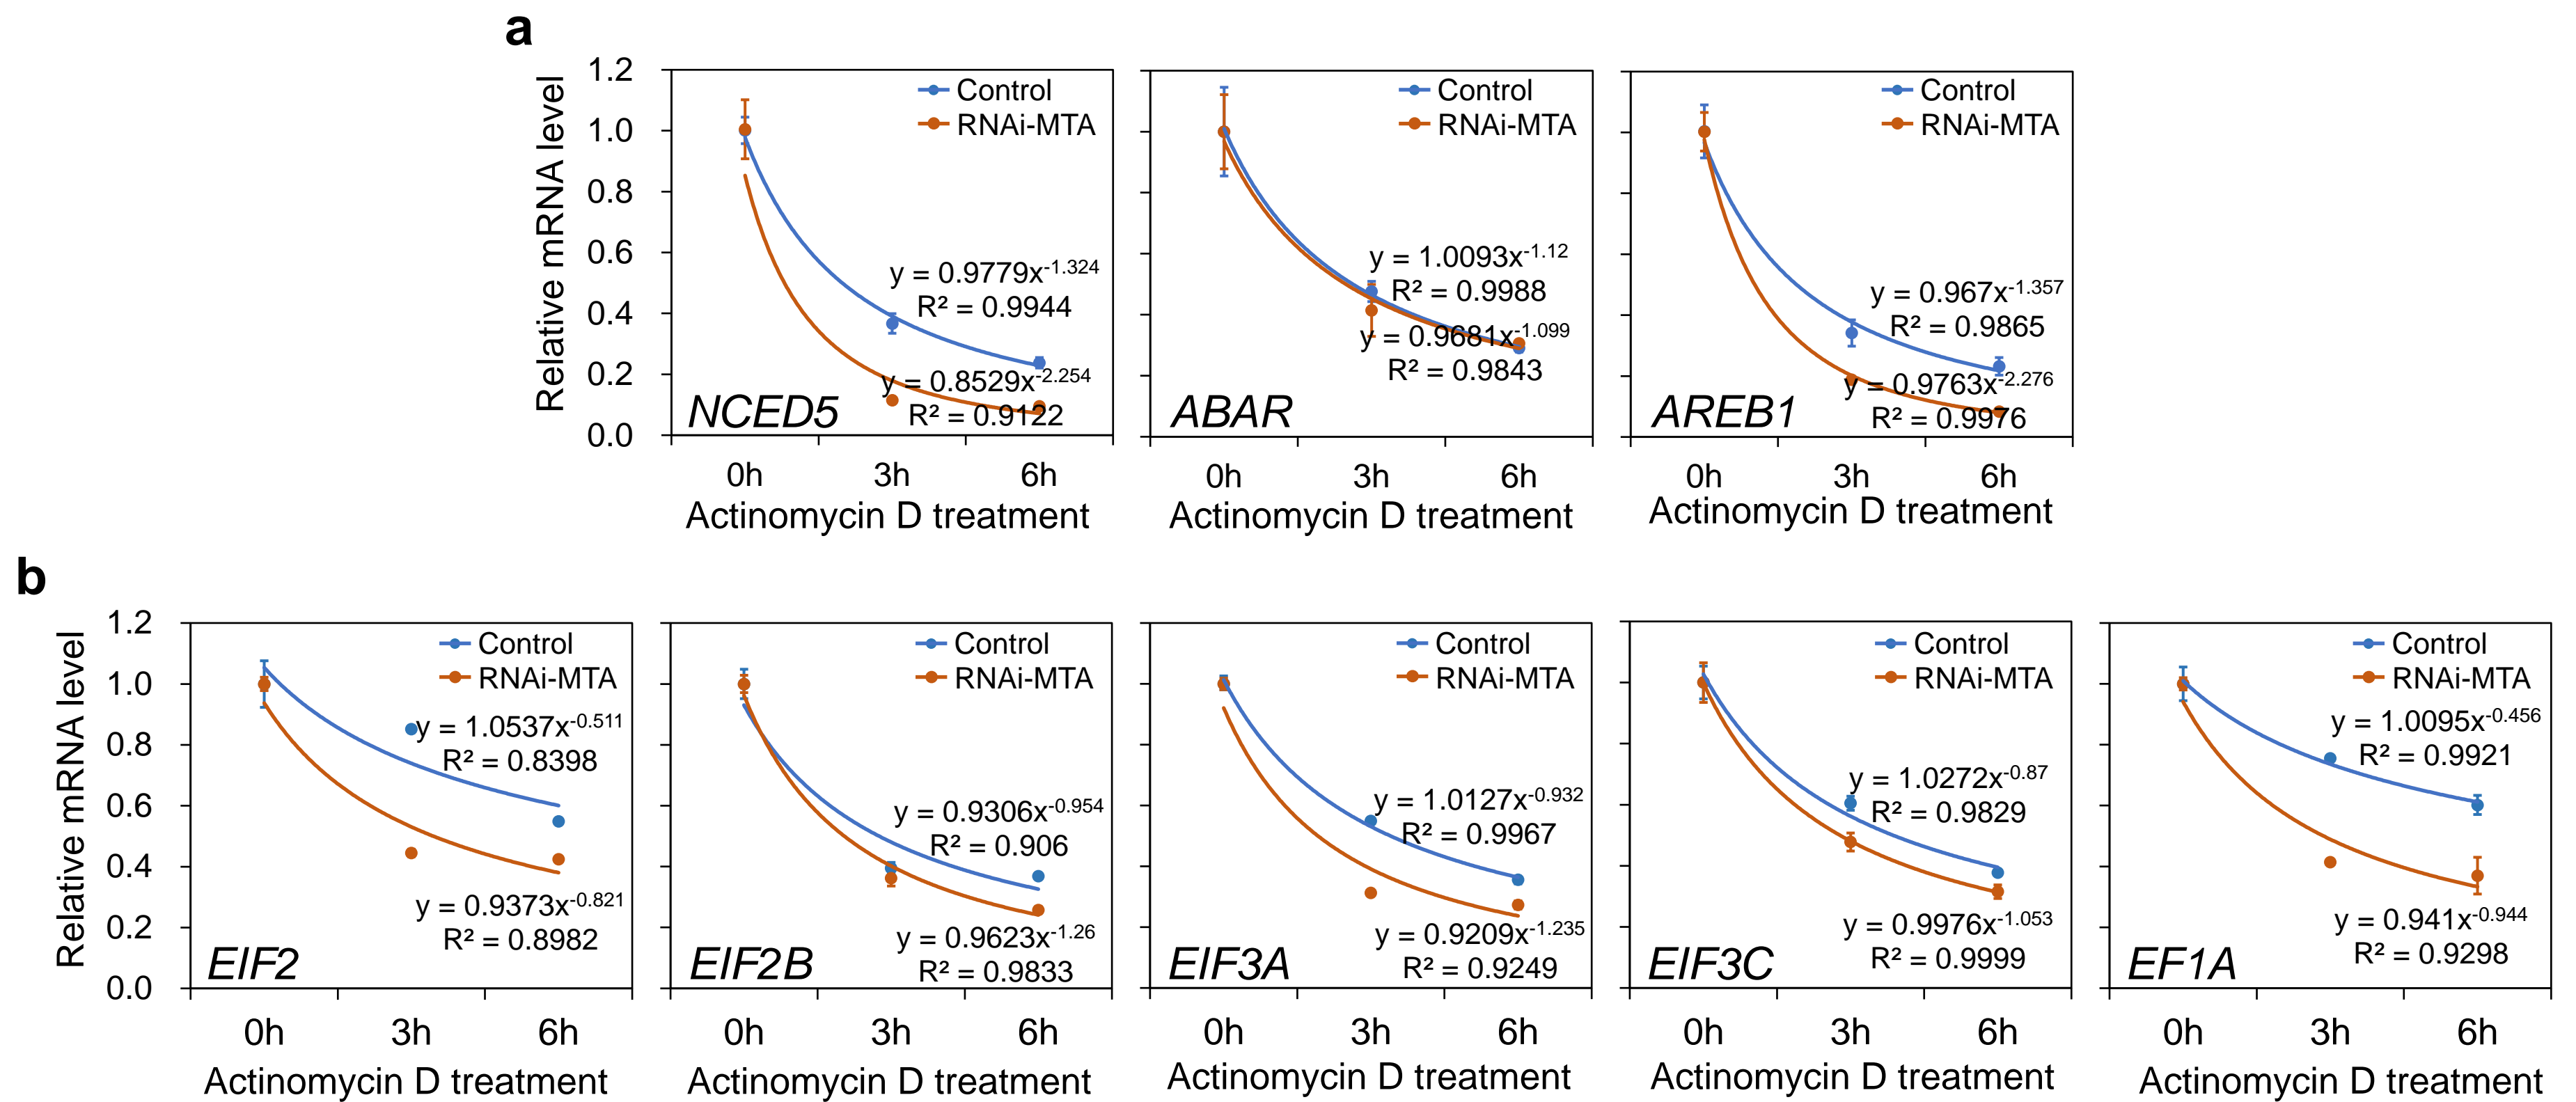 a
Relative mRNA level
1.2
1.0
0.8
0.6
0.4
0.2
0.0
Control
RNAi-MTA
y = 0.9779x^-1.324
R² = 0.9944
y = 0.8529x^-2.254
R² = 0.9122
NCED5
0h 3h 6h
Actinomycin D treatment
Control
RNAi-MTA
y = 1.0093x^-1.12
R² = 0.9988
y = 0.9681x^-1.099
R² = 0.9843
ABAR
0h 3h 6h
Actinomycin D treatment
Control
RNAi-MTA
y = 0.967x^-1.357
R² = 0.9865
y = 0.9763x^-2.276
R² = 0.9976
AREB1
0h 3h 6h
Actinomycin D treatment
b
Relative mRNA level
1.2
1.0
0.8
0.6
0.4
0.2
0.0
Control
RNAi-MTA
y = 1.0537x^-0.511
R² = 0.8398
y = 0.9373x^-0.821
R² = 0.8982
EIF2
0h 3h 6h
Actinomycin D treatment
Control
RNAi-MTA
y = 0.9306x^-0.954
R² = 0.906
y = 0.9623x^-1.26
R² = 0.9833
EIF2B
0h 3h 6h
Actinomycin D treatment
Control
RNAi-MTA
y = 1.0127x^-0.932
R² = 0.9967
y = 0.9209x^-1.235
R² = 0.9249
EIF3A
0h 3h 6h
Actinomycin D treatment
Control
RNAi-MTA
y = 1.0272x^-0.87
R² = 0.9829
y = 0.9976x^-1.053
R² = 0.9999
EIF3C
0h 3h 6h
Actinomycin D treatment
Control
RNAi-MTA
y = 1.0095x^-0.456
R² = 0.9921
y = 0.941x^-0.944
R² = 0.9298
EF1A
0h 3h 6h
Actinomycin D treatment